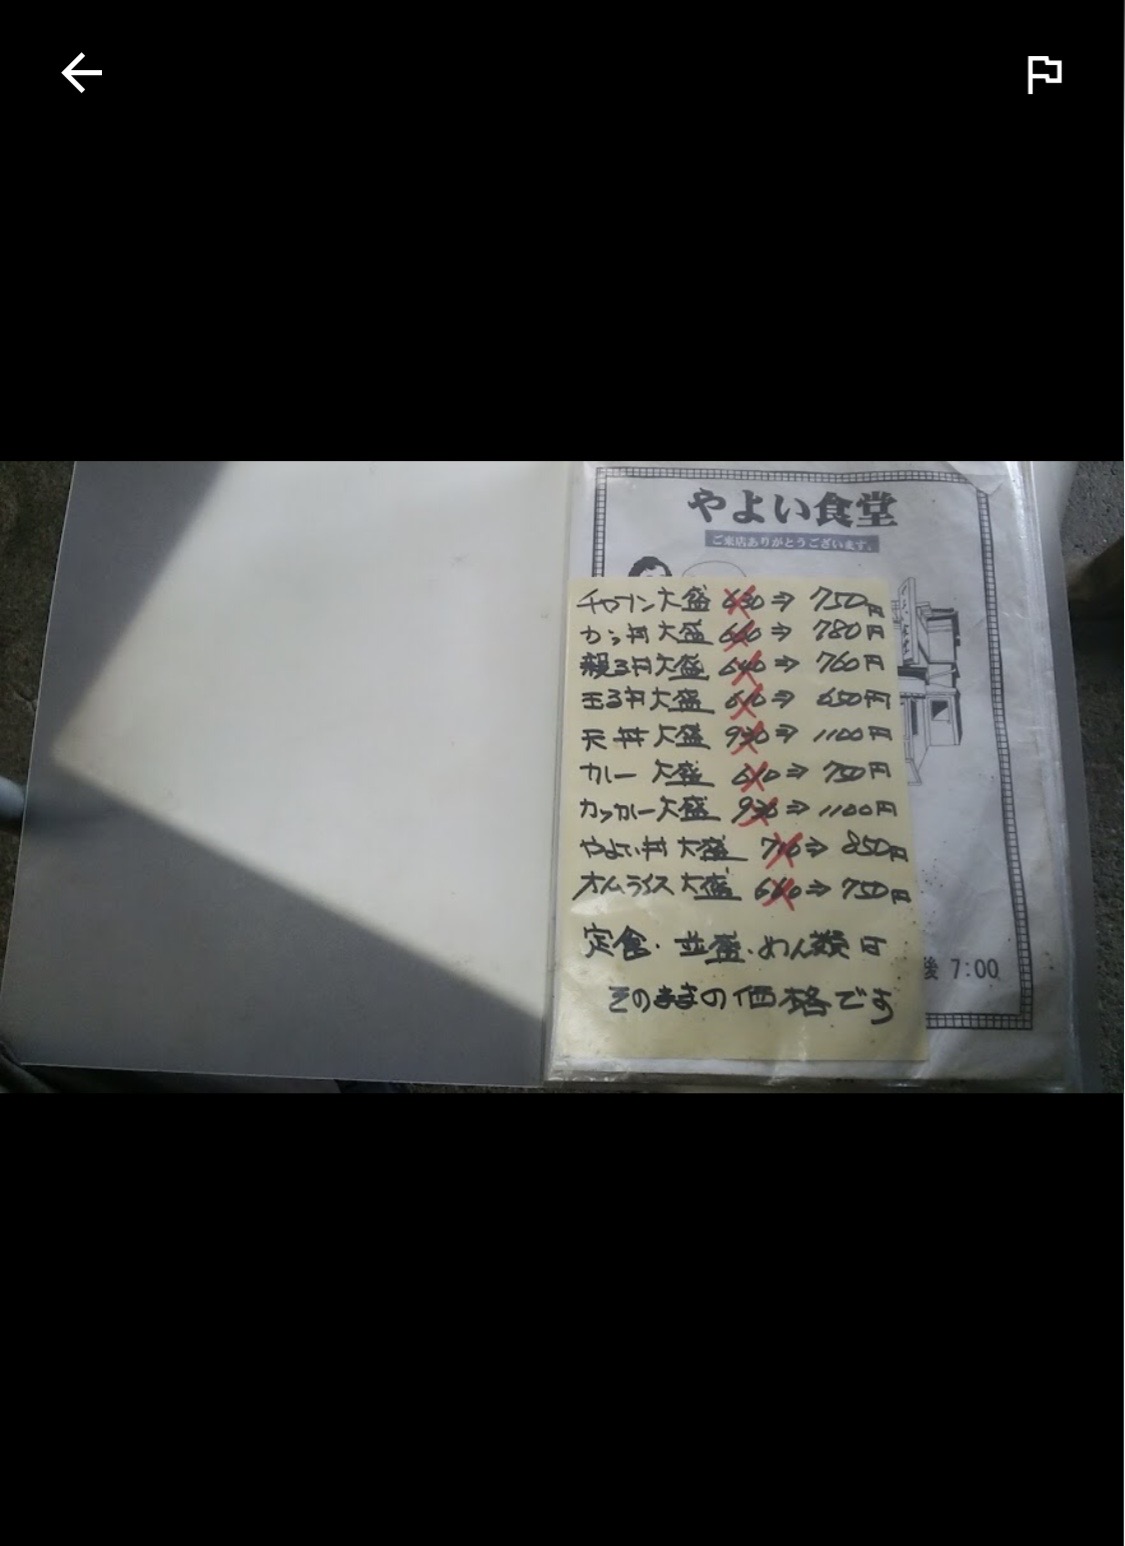 やよい食堂
ご来店ありがとうございます。
チャーハン大盛 ⇒ 750円
カツ丼大盛 ⇒ 780円
親子丼大盛 ⇒ 760円
玉子丼大盛 ⇒ 650円
天丼大盛 ⇒ 1100円
カレー大盛 ⇒ 750円
カツカレー大盛 ⇒ 1100円
やよい丼大盛 710 ⇒ 850円
オムライス大盛 ⇒ 750円
定食・並盛・めん類は
そのままの価格です
後 7:00